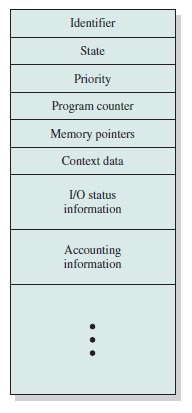 Identifier
State
Priority
Program counter
Memory pointers
Context data
I/O status
information
Accounting
information